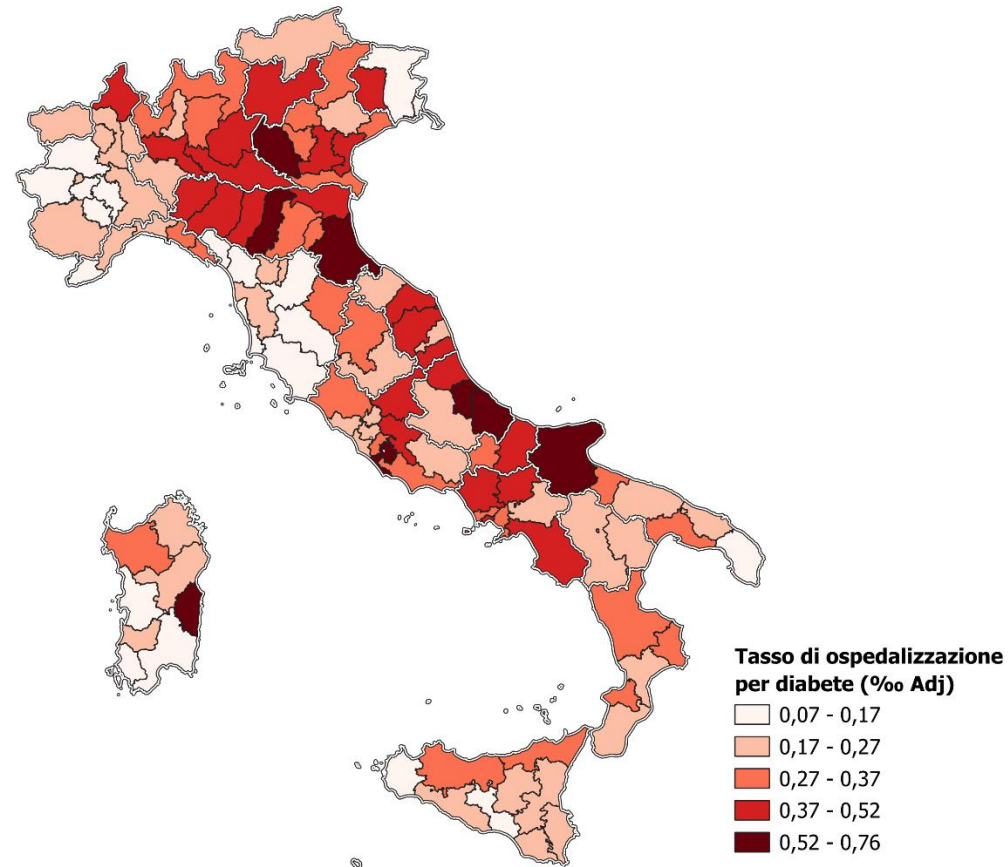 Tasso di ospedalizzazione
per diabete (‰ Adj)
0,07 - 0,17
0,17 - 0,27
0,27 - 0,37
0,37 - 0,52
0,52 - 0,76